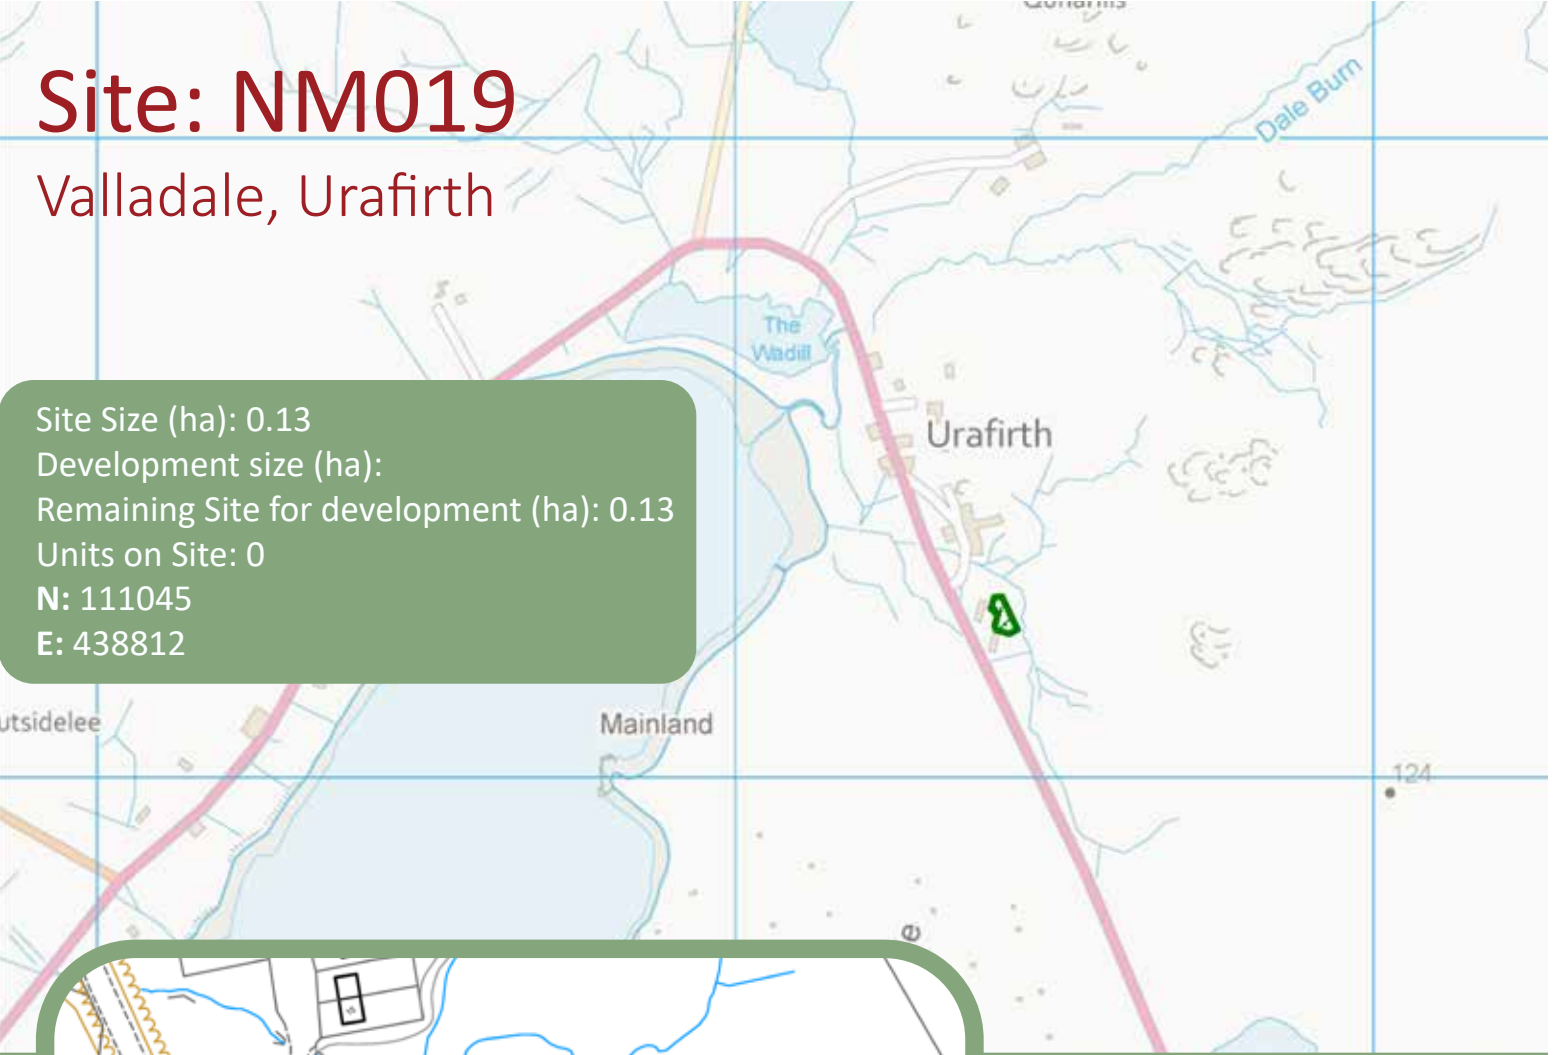 Site: NM019
Valladale, Urafirth
Dale Burn
The
Wadill
Site Size (ha): 0.13
Development size (ha):
Remaining Site for development (ha): 0.13
Units on Site: 0
N: 111045
E: 438812
Urafirth
utsidelee
Mainland
124
e